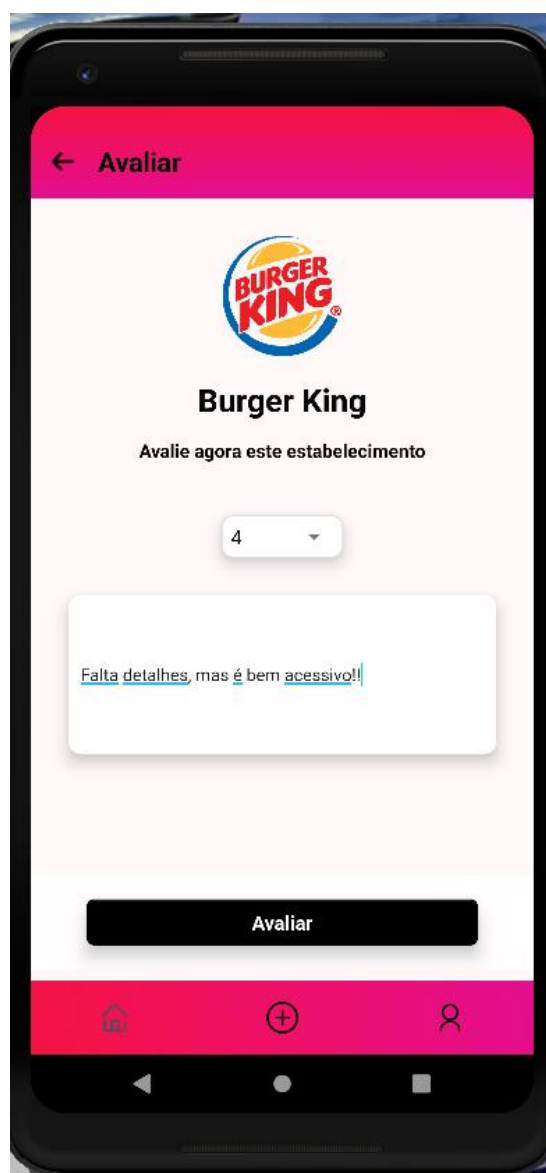 Avaliar
BURGER
KING
®
Burger King
Avalie agora este estabelecimento
4
Falta detalhes, mas é bem acessivo!!
Avaliar